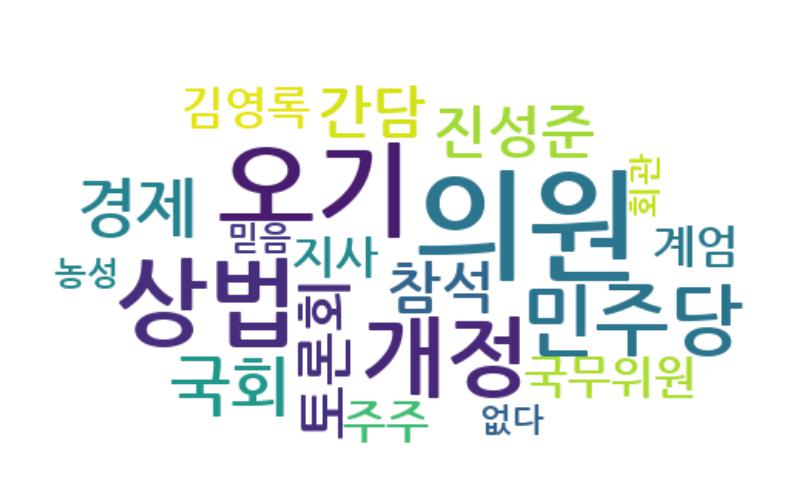 김영록 간담 진성준
오기 의원 회관
경제 믿음 지사 계엄
농성 상법 참석 민주당
토론회 개정
국회 국무위원
주주 없다